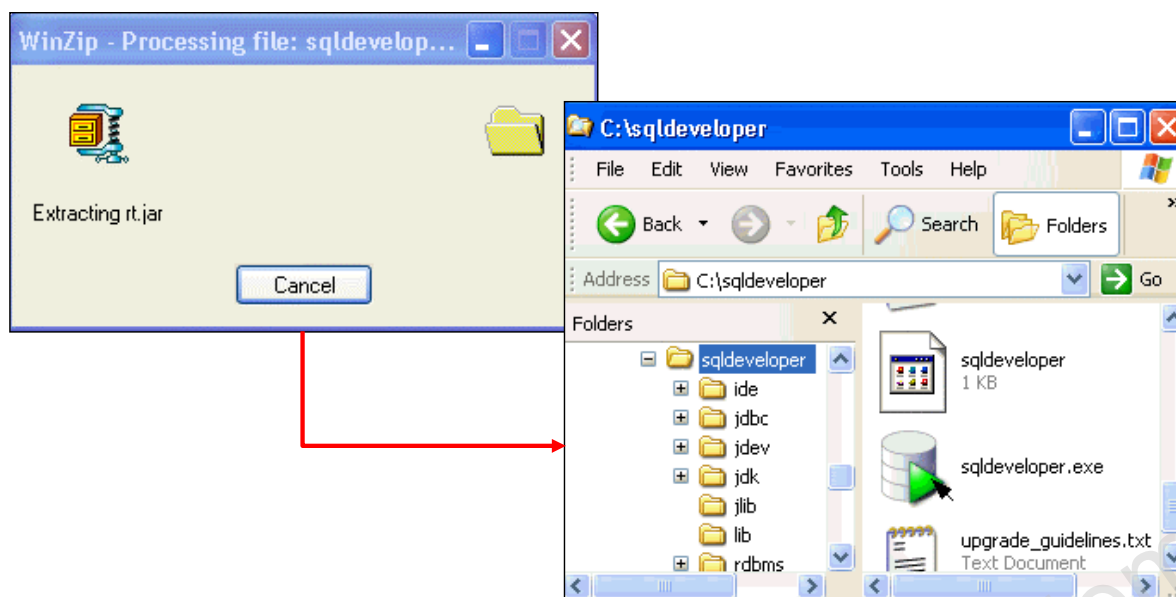 WinZip - Processing file: sqldevelop...
Extracting rt.jar
Cancel
C:\sqldeveloper
File Edit View Favorites Tools Help
Back Search Folders
Address C:\sqldeveloper Go
Folders
sqldeveloper
ide
jdbc
jdev
jdk
jlib
lib
rdbms
sqldeveloper
1 KB
sqldeveloper.exe
upgrade_guidelines.txt
Text Document